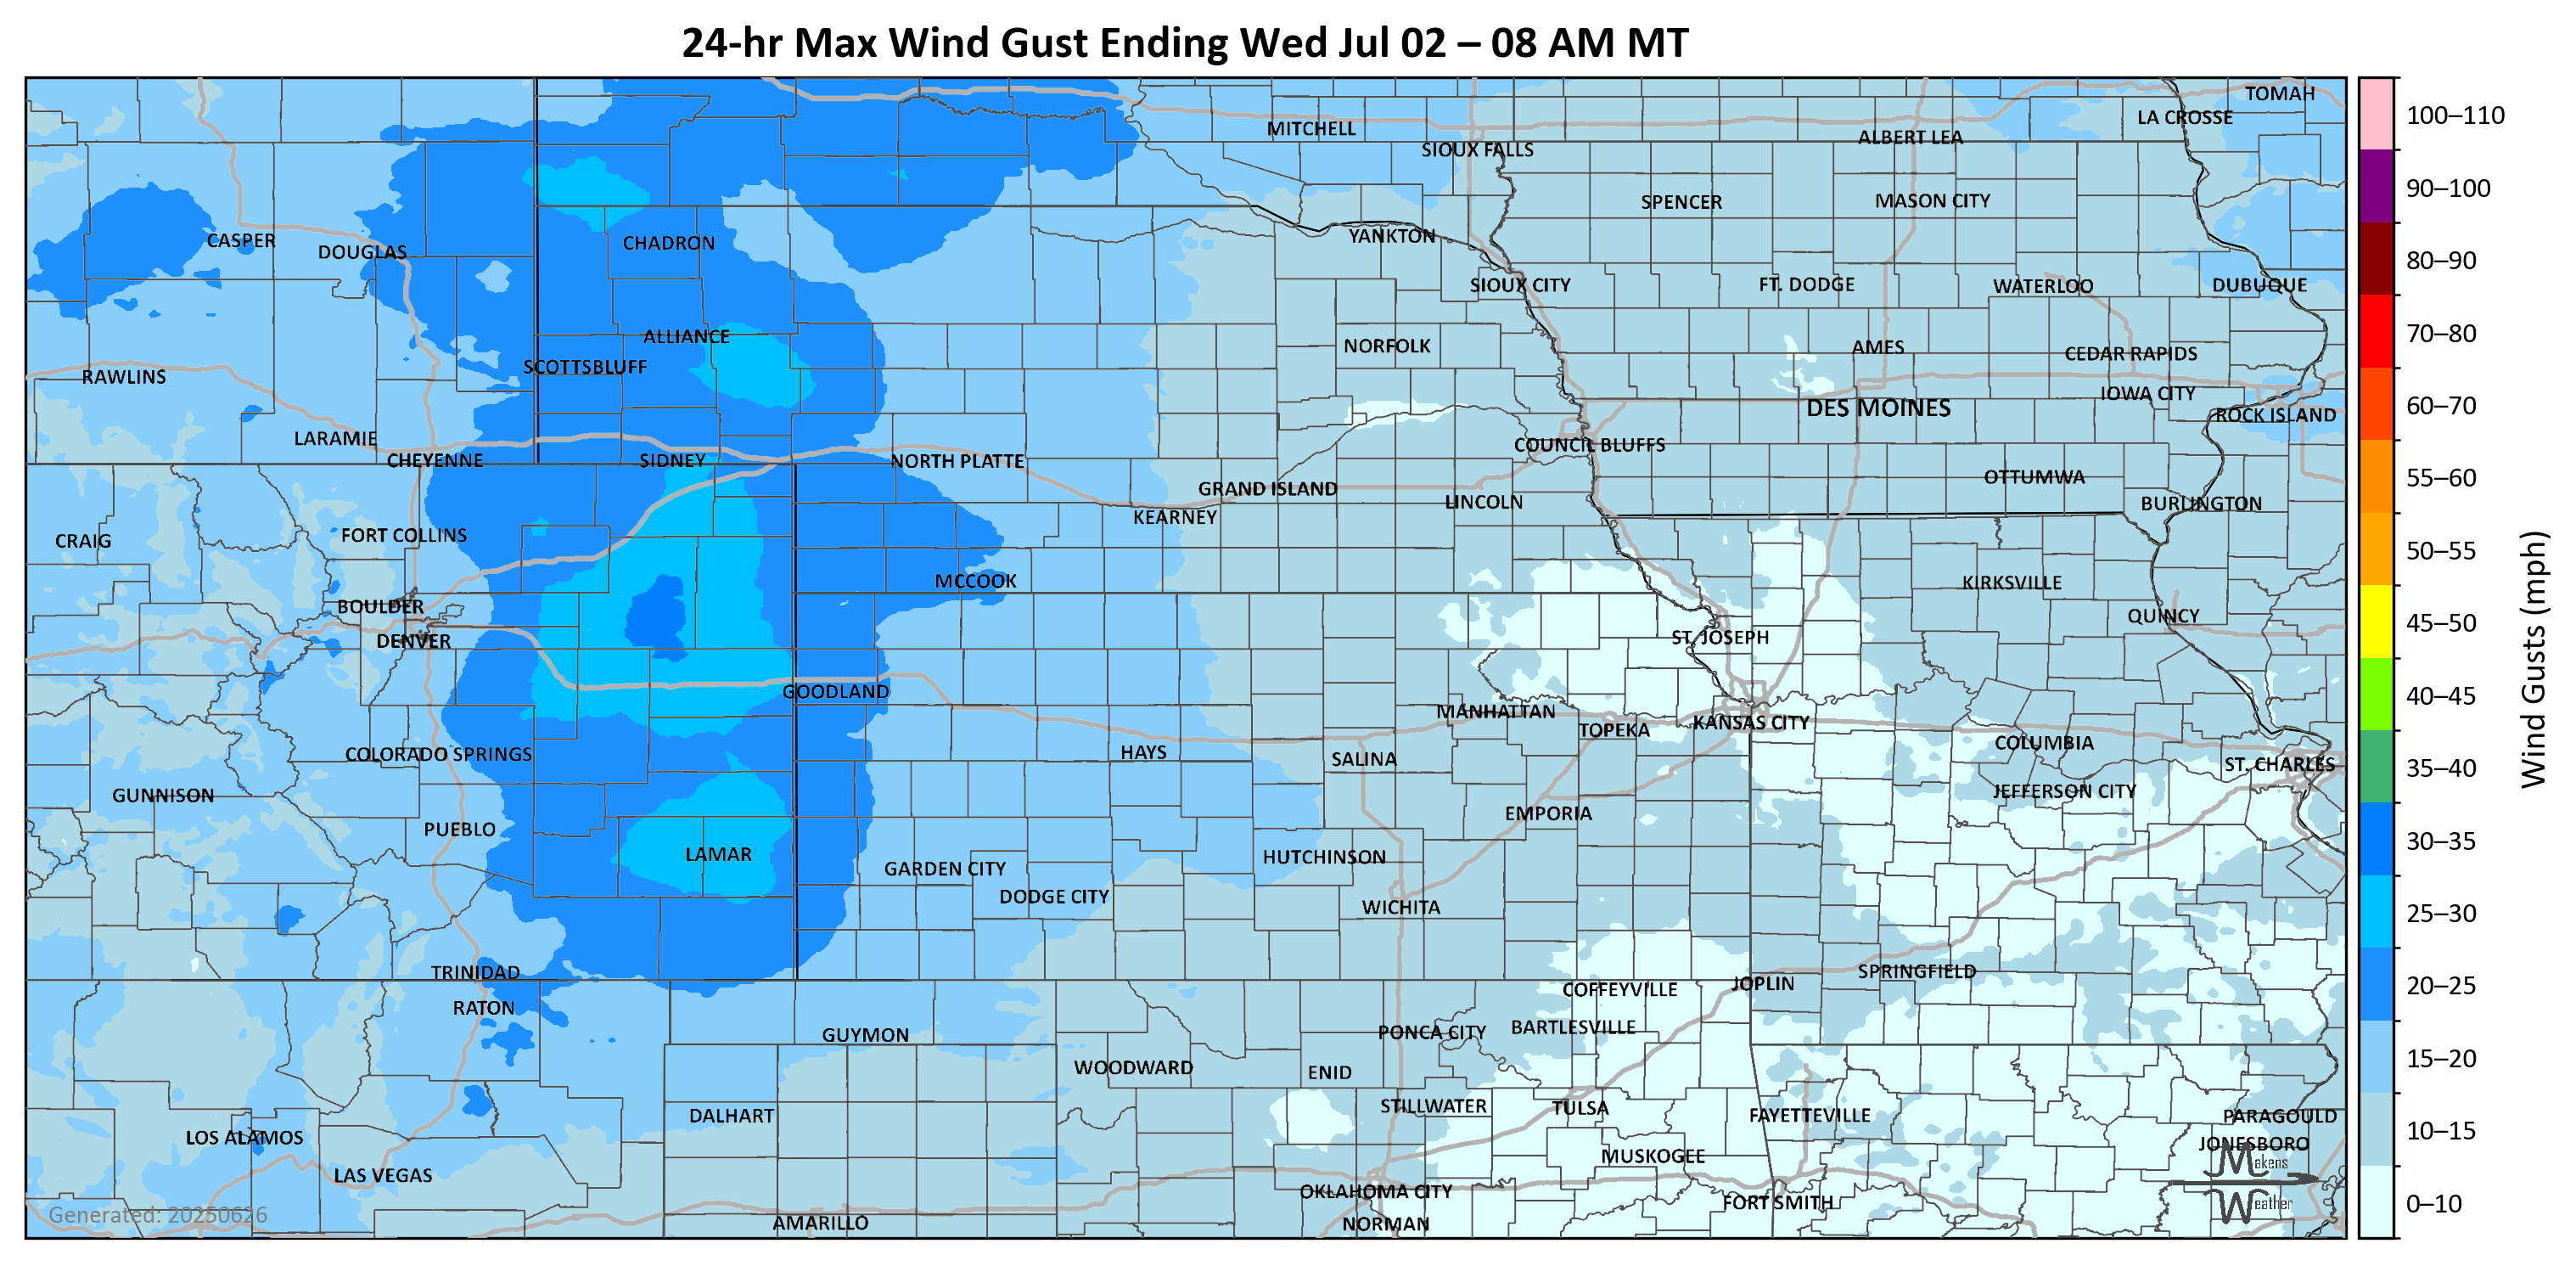 24-hr Max Wind Gust Ending Wed Jul 02 – 08 AM MT
TOMAH
LA CROSSE
MITCHELL
ALBERT LEA
SIOUX FALLS
SPENCER
MASON CITY
CASPER
DOUGLAS
CHADRON
YANKTON
SIOUX CITY
FT. DODGE
WATERLOO
DUBUQUE
ALLIANCE
NORFOLK
AMES
CEDAR RAPIDS
SCOTTSBLUFF
RAWLINS
IOWA CITY
DES MOINES
ROCK ISLAND
LARAMIE
COUNCIL BLUFFS
CHEYENNE
SIDNEY
NORTH PLATTE
OTTUMWA
GRAND ISLAND
LINCOLN
BURLINGTON
KEARNEY
FORT COLLINS
CRAIG
MCCOOK
KIRKSVILLE
BOULDER
QUINCY
DENVER
ST. JOSEPH
GOODLAND
MANHATTAN
TOPEKA
KANSAS CITY
COLUMBIA
COLORADO SPRINGS
HAYS
SALINA
ST. CHARLES
GUNNISON
JEFFERSON CITY
EMPORIA
PUEBLO
LAMAR
HUTCHINSON
GARDEN CITY
DODGE CITY
WICHITA
TRINIDAD
SPRINGFIELD
JOPLIN
COFFEYVILLE
RATON
BARTLESVILLE
PONCA CITY
GUYMON
WOODWARD
ENID
STILLWATER
TULSA
DALHART
FAYETTEVILLE
PARAGOULD
LOS ALAMOS
JONESBORO
MUSKOGEE
LAS VEGAS
OKLAHOMA CITY
FORT SMITH
AMARILLO
NORMAN
Generated: 20250626
Makens
Weather
100–110
90–100
80–90
70–80
60–70
55–60
50–55
45–50
40–45
35–40
30–35
25–30
20–25
15–20
10–15
0–10
Wind Gusts (mph)